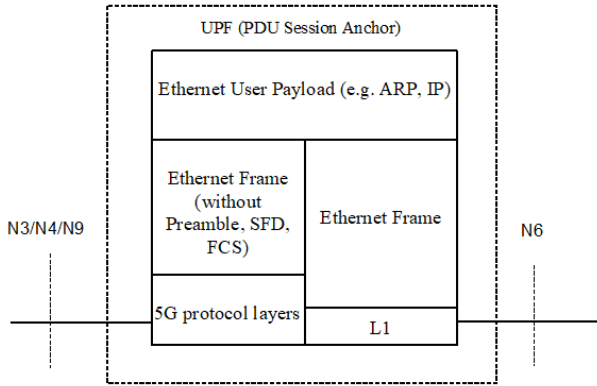 UPF (PDU Session Anchor)
Ethernet User Payload (e.g. ARP, IP)
Ethernet Frame
(without
Preamble, SFD,
FCS)
Ethernet Frame
N3/N4/N9
N6
5G protocol layers
L1